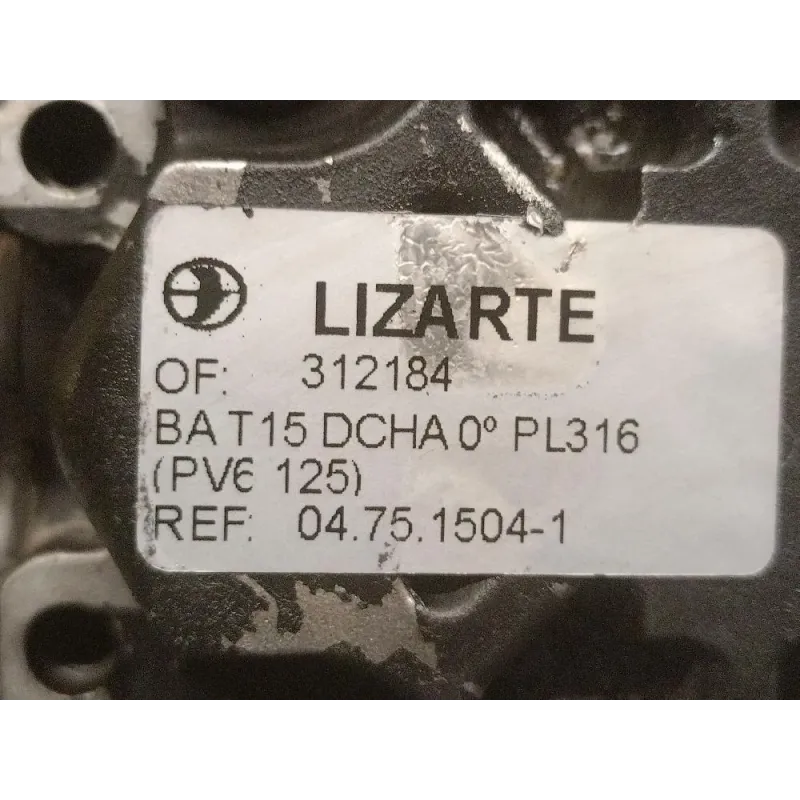 LIZARTE
OF: 312184
BA T15 DCHA 0º PL316
(PV6 125)
REF: 04.75.1504-1